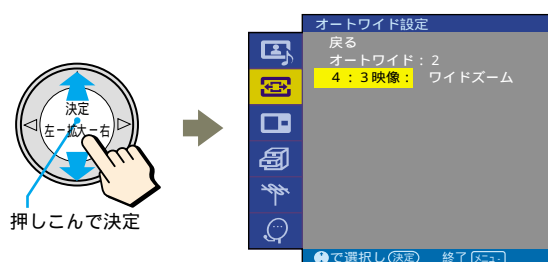 決定
左−拡大−右
押しこんで決定
オートワイド設定
戻る
オートワイド：2
４：３映像： ワイドズーム
で選択し 決定 終了 メニュー